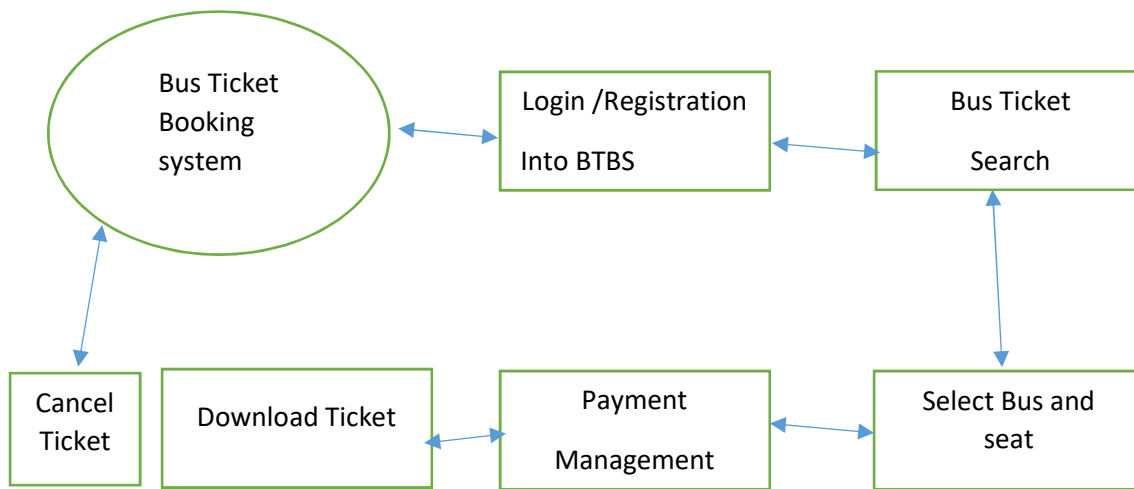 Bus Ticket
Booking
system
Login /Registration
Into BTBS
Bus Ticket
Search
Cancel
Ticket
Download Ticket
Payment
Management
Select Bus and
seat